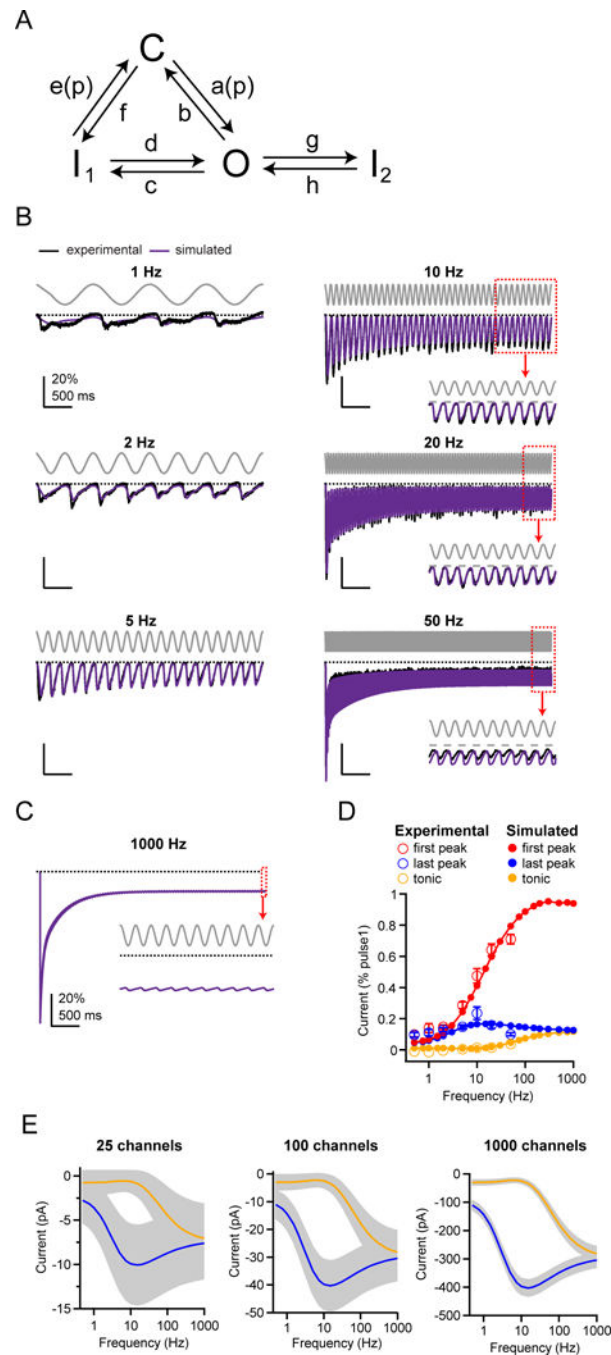 A
C
e(p)
f
a(p)
b
I1
d
c
O
g
h
I2
B
experimental
simulated
1 Hz
20%
500 ms
2 Hz
5 Hz
10 Hz
20 Hz
50 Hz
C
1000 Hz
20%
500 ms
D
Experimental
first peak
last peak
tonic
Simulated
first peak
last peak
tonic
Current (% pulse1)
1
0.8
0.6
0.4
0.2
0
1
10
100
1000
Frequency (Hz)
E
25 channels
Current (pA)
0
-5
-10
-15
1
10
100
1000
Frequency (Hz)
100 channels
Current (pA)
0
-10
-20
-30
-40
-50
1
10
100
1000
Frequency (Hz)
1000 channels
Current (pA)
0
-100
-200
-300
-400
-500
1
10
100
1000
Frequency (Hz)